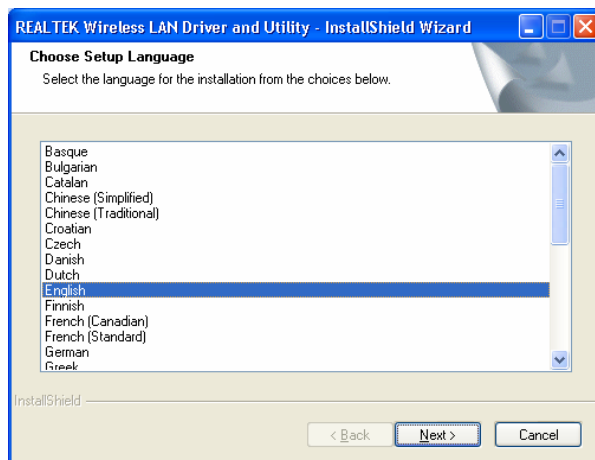 REALTEK Wireless LAN Driver and Utility - InstallShield Wizard
Choose Setup Language
Select the language for the installation from the choices below.
Basque
Bulgarian
Catalan
Chinese (Simplified)
Chinese (Traditional)
Croatian
Czech
Danish
Dutch
English
Finnish
French (Canadian)
French (Standard)
German
Greek
InstallShield
< Back Next > Cancel